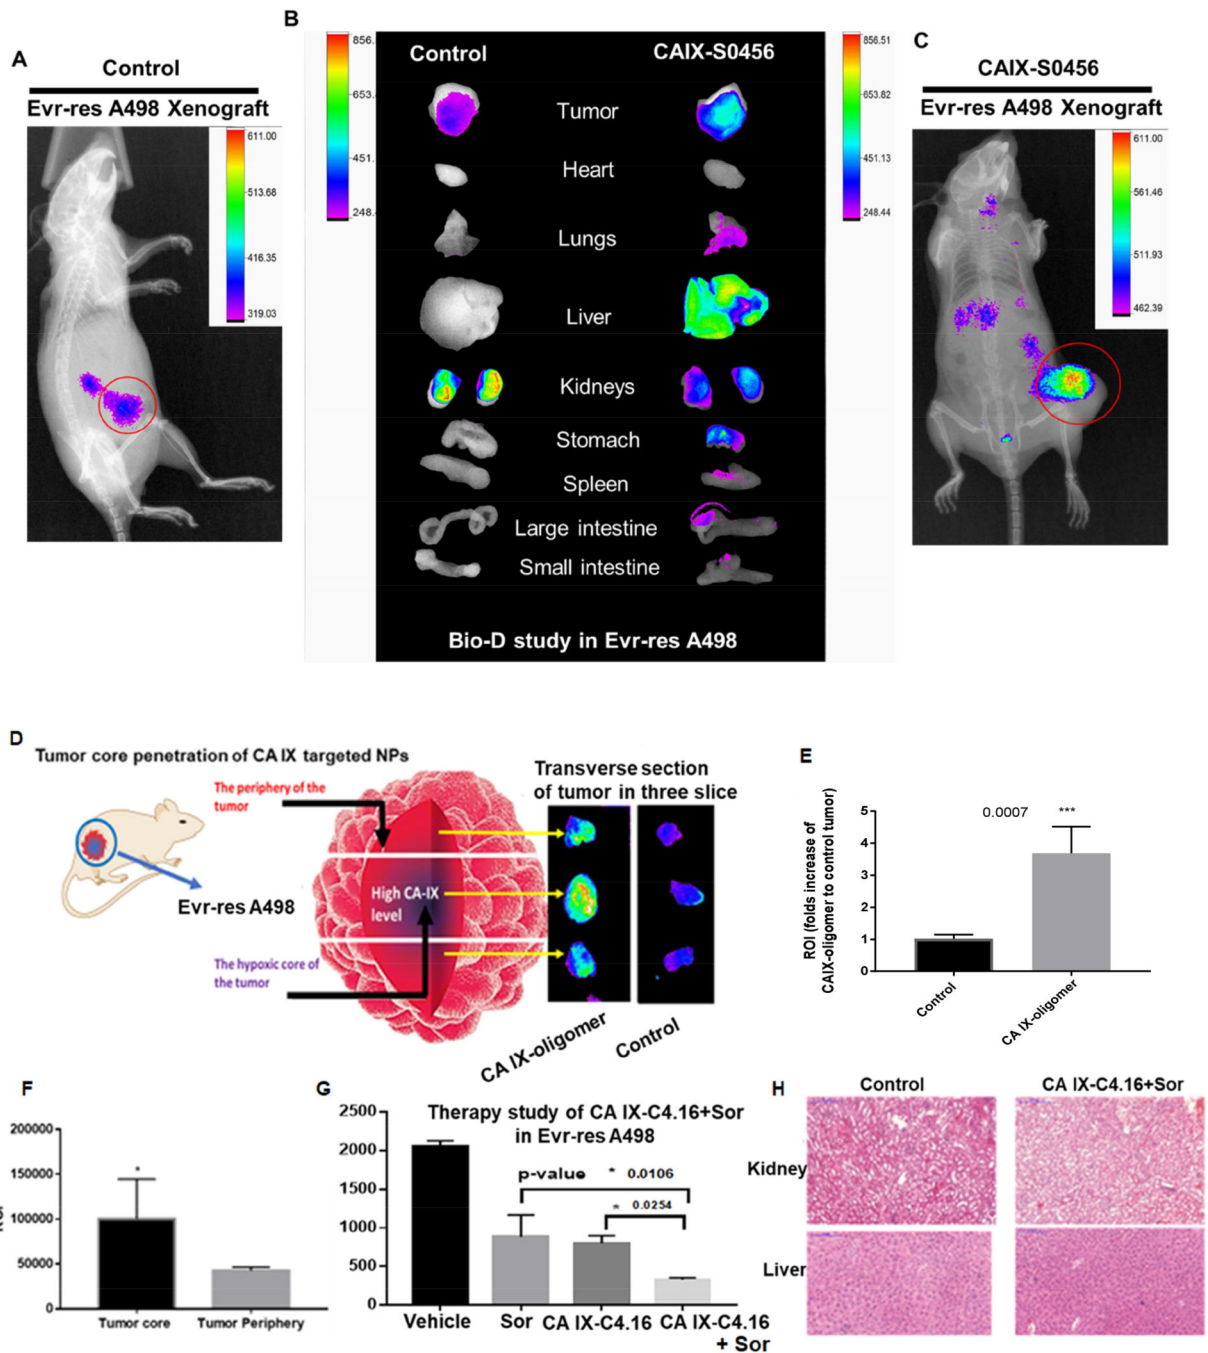 A
Control
Evr-res A498 Xenograft
611.00
513.68
416.35
319.03
B
856.
653.
451.
248.
Control
CAIX-S0456
Tumor
Heart
Lungs
Liver
Kidneys
Stomach
Spleen
Large intestine
Small intestine
Bio-D study in Evr-res A498
856.51
653.82
451.13
248.44
C
CAIX-S0456
Evr-res A498 Xenograft
611.00
561.46
511.93
462.39
D
Tumor core penetration of CA IX targeted NPs
The periphery of the
tumor
Evr-res A498
High CA-IX
level
The hypoxic core of
the tumor
Transverse section
of tumor in three slice
CA IX-oligomer
Control
E
ROI (folds increase of
CAIX-oligomer to control tumor)
5
4
3
2
1
0
0.0007
***
Control
CA IX-oligomer
F
200000
150000
100000
50000
0
*
Tumor core
Tumor Periphery
G
Therapy study of CA IX-C4.16+Sor
in Evr-res A498
2500
2000
1500
1000
500
0
p-value * 0.0106
* 0.0254
Vehicle
Sor
CA IX-C4.16
CA IX-C4.16
+ Sor
H
Control
CA IX-C4.16+Sor
Kidney
Liver